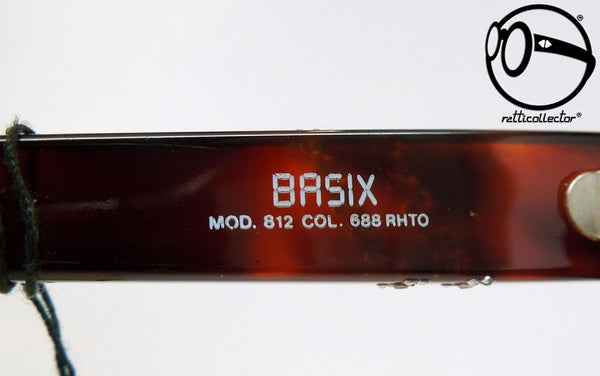 retticollector®
BASIX
MOD. 812 COL. 688 RHTO